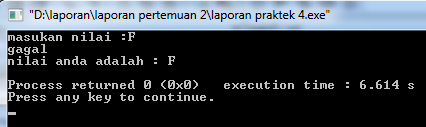 "D:\laporan\laporan pertemuan 2\laporan praktek 4.exe"
masukan nilai :F
gagal
nilai anda adalah : F
Process returned 0 (0x0)   execution time : 6.614 s
Press any key to continue.